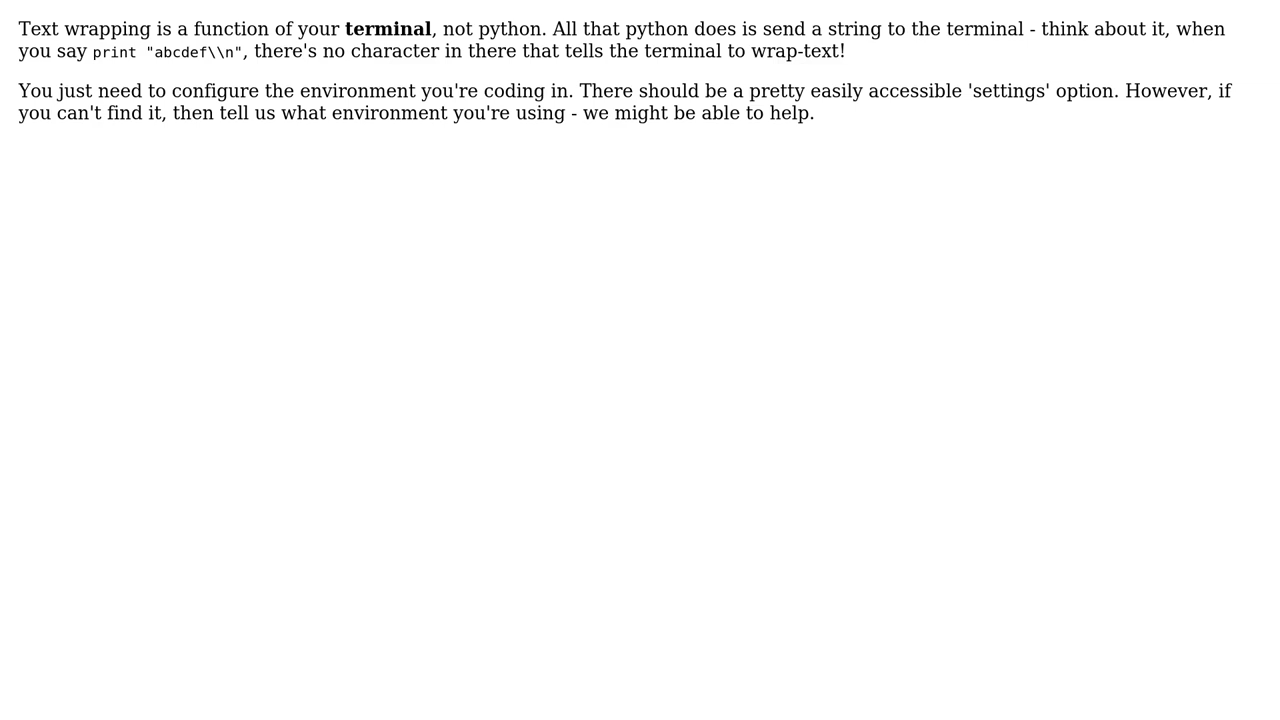 Text wrapping is a function of your terminal, not python. All that python does is send a string to the terminal - think about it, when
you say print "abcdef\\n", there's no character in there that tells the terminal to wrap-text!
You just need to configure the environment you're coding in. There should be a pretty easily accessible 'settings' option. However, if
you can't find it, then tell us what environment you're using - we might be able to help.